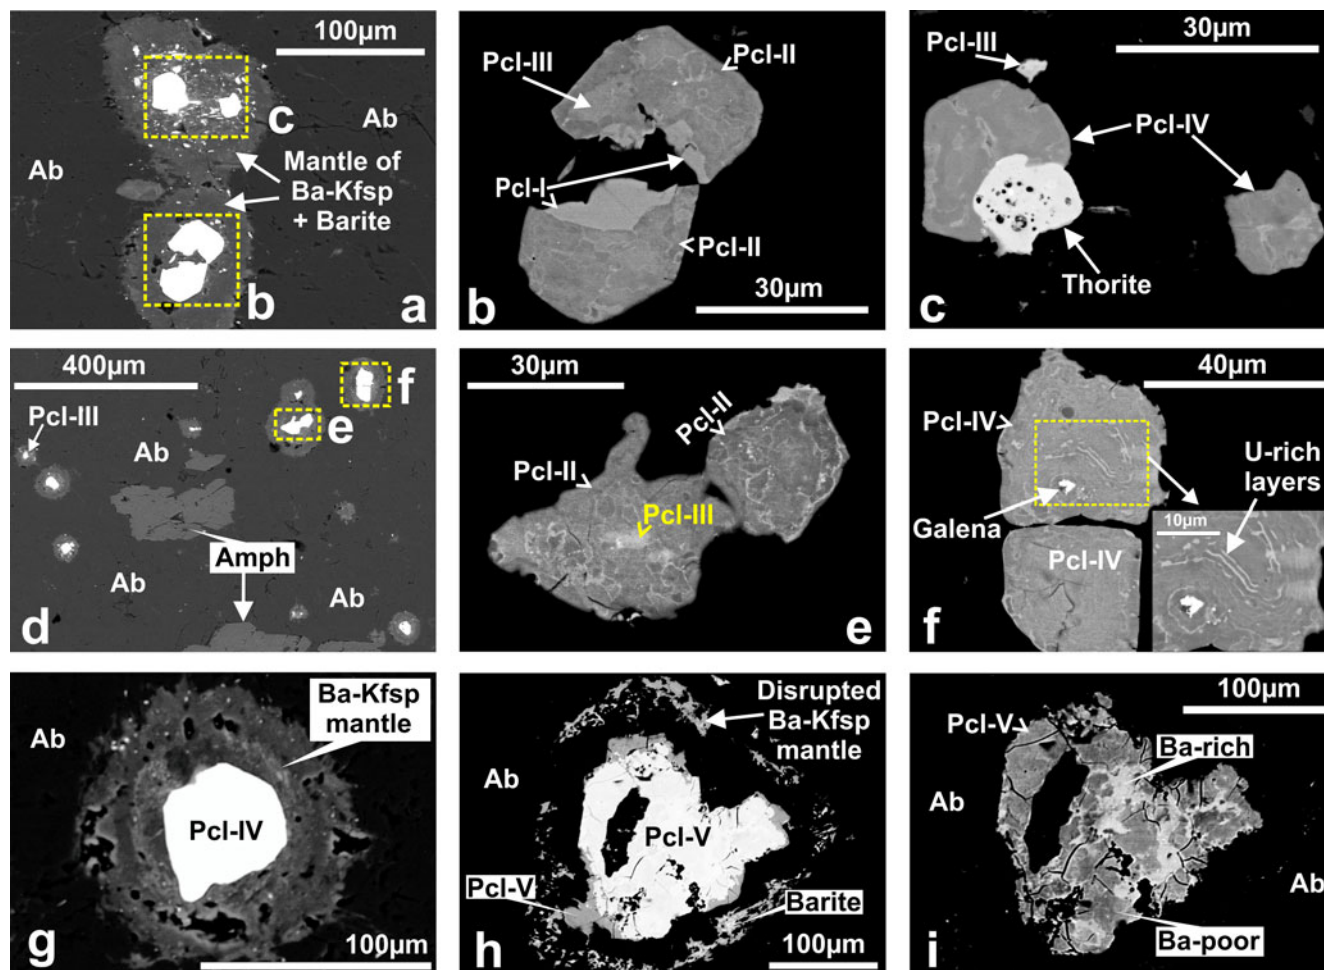 100µm
Ab
c
Ab
Mantle of
Ba-Kfsp
+ Barite
b
a
Pcl-III
Pcl-II
Pcl-I
Pcl-II
b
30µm
Pcl-III
30µm
Pcl-IV
Thorite
c
400µm
f
Pcl-III
e
Ab
Amph
Ab
Ab
d
30µm
Pcl-II
Pcl-II
Pcl-III
e
40µm
Pcl-IV
U-rich
layers
Galena
10µm
Pcl-IV
f
Ba-Kfsp
mantle
Ab
Pcl-IV
g
100µm
Disrupted
Ba-Kfsp
mantle
Ab
Pcl-V
Pcl-V
Barite
h
100µm
100µm
Pcl-V
Ba-rich
Ab
Ab
Ba-poor
i